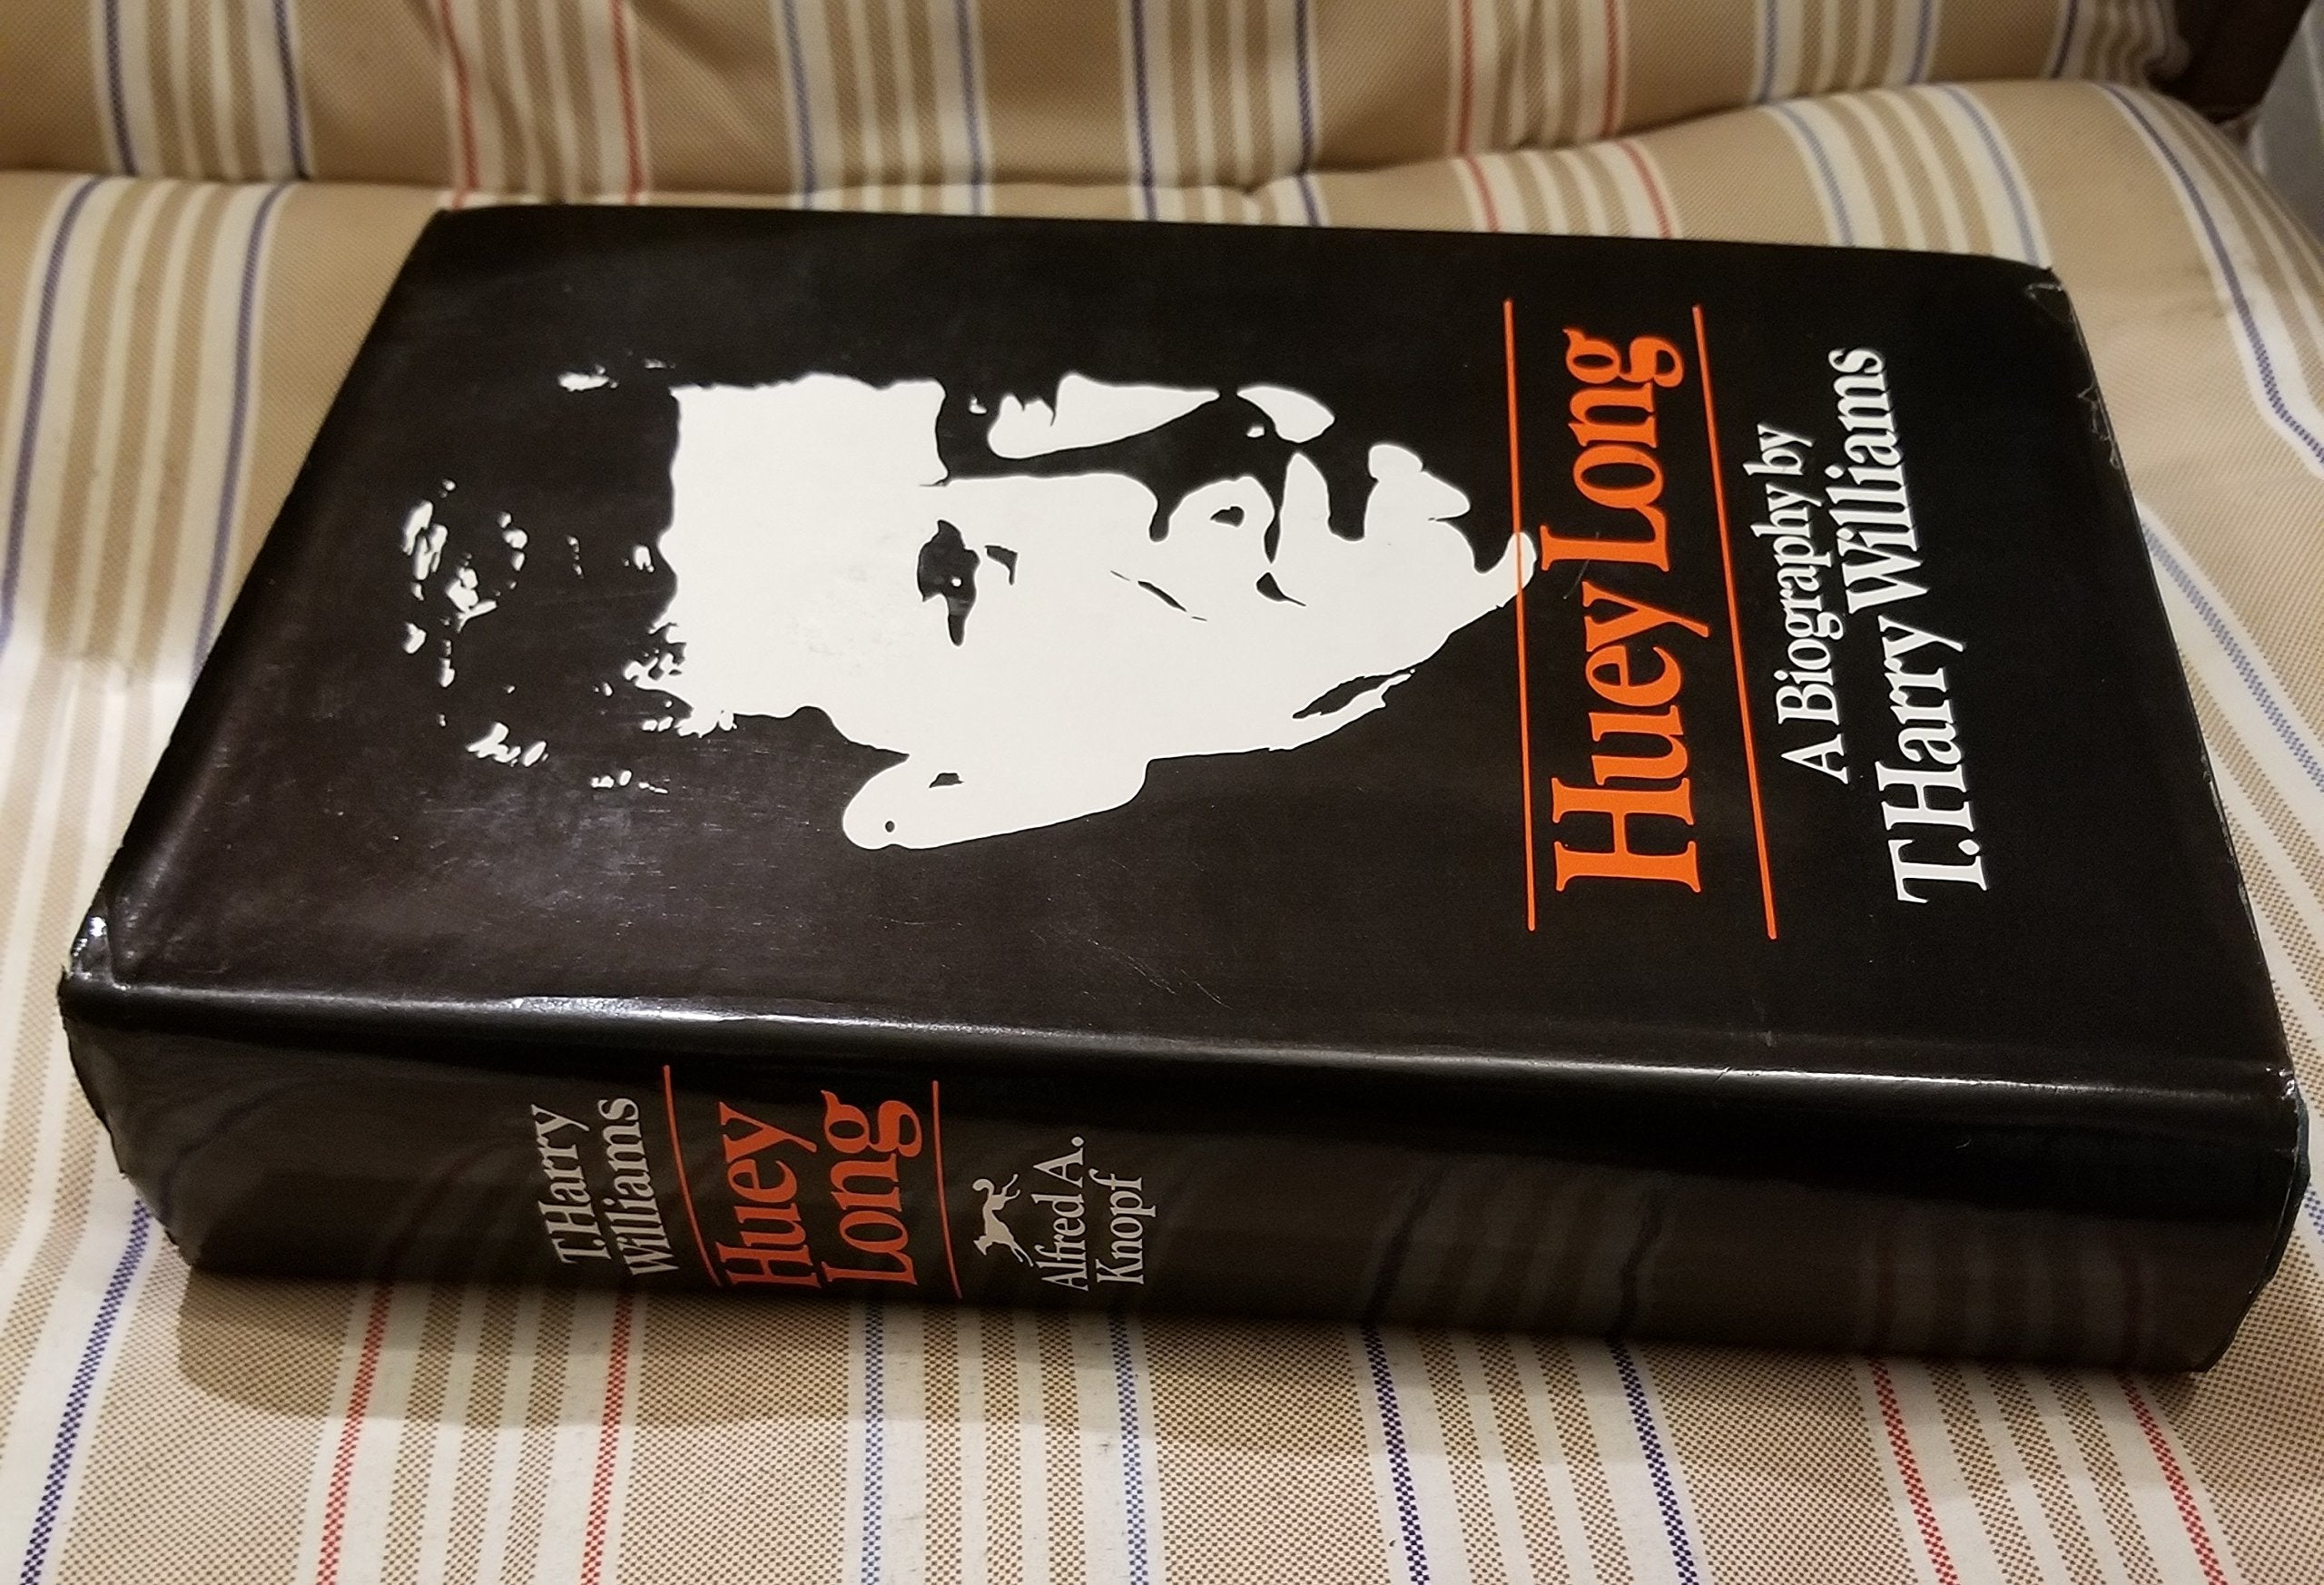 Huey Long
A Biography by
T. Harry Williams
T. Harry
Williams
Huey
Long
Alfred A.
Knopf